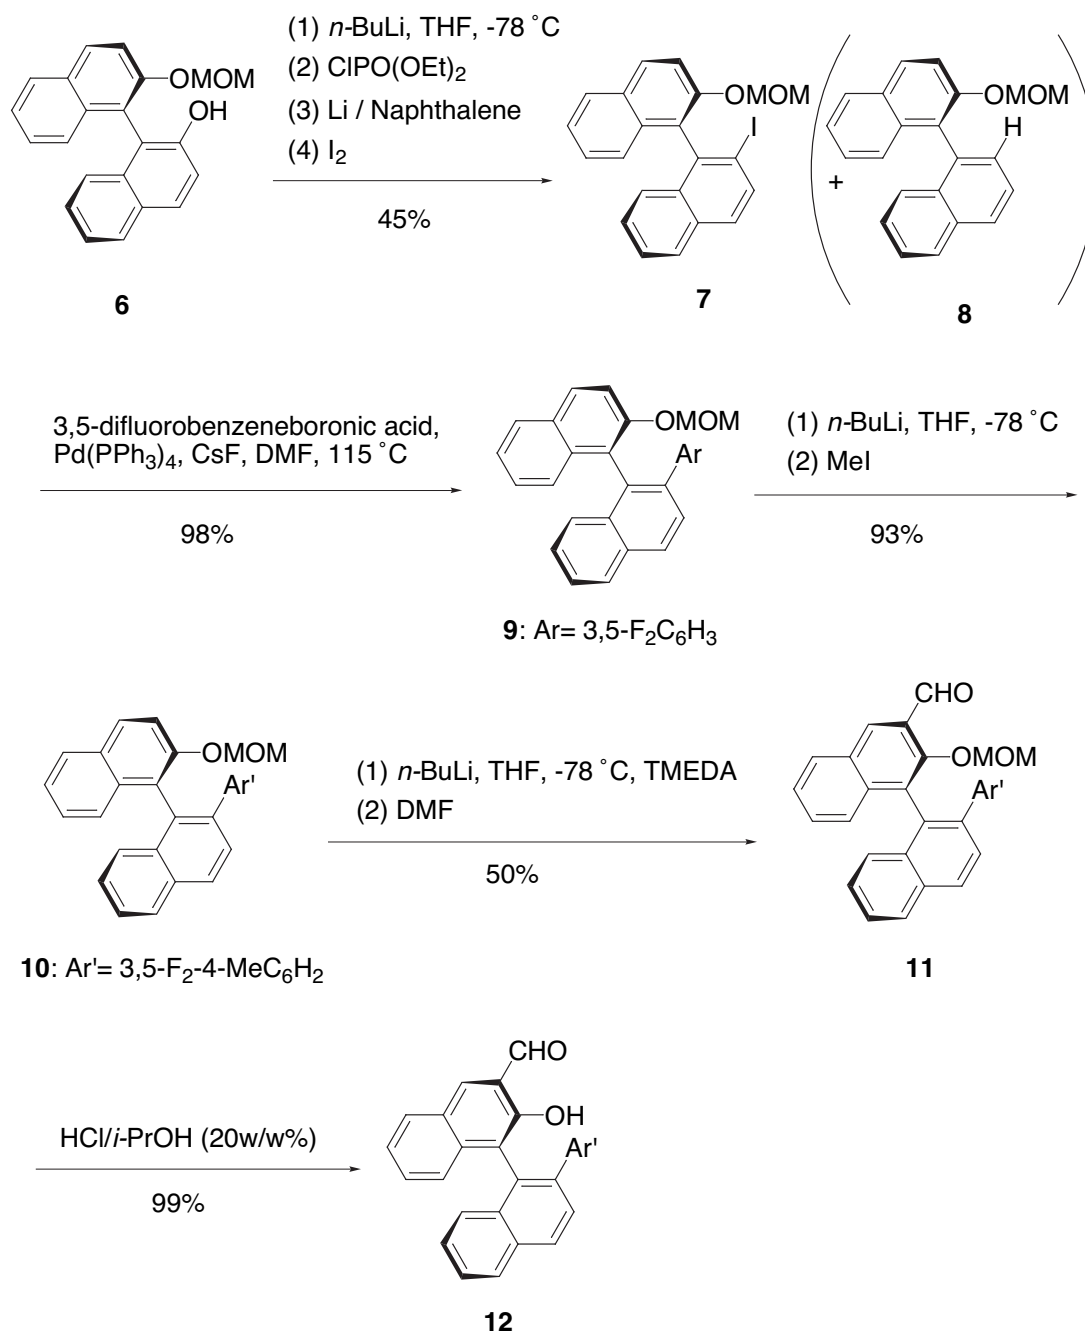 (1) n-BuLi, THF, -78 ˚C
(2) ClPO(OEt)2
(3) Li / Naphthalene
(4) I2
45%
OMOM
OH
6
OMOM
I
7
+
OMOM
H
8
3,5-difluorobenzeneboronic acid,
Pd(PPh3)4, CsF, DMF, 115 ˚C
98%
OMOM
Ar
9: Ar= 3,5-F2C6H3
(1) n-BuLi, THF, -78 ˚C
(2) MeI
93%
OMOM
Ar'
10: Ar'= 3,5-F2-4-MeC6H2
(1) n-BuLi, THF, -78 ˚C, TMEDA
(2) DMF
50%
CHO
OMOM
Ar'
11
HCl/i-PrOH (20w/w%)
99%
CHO
OH
Ar'
12